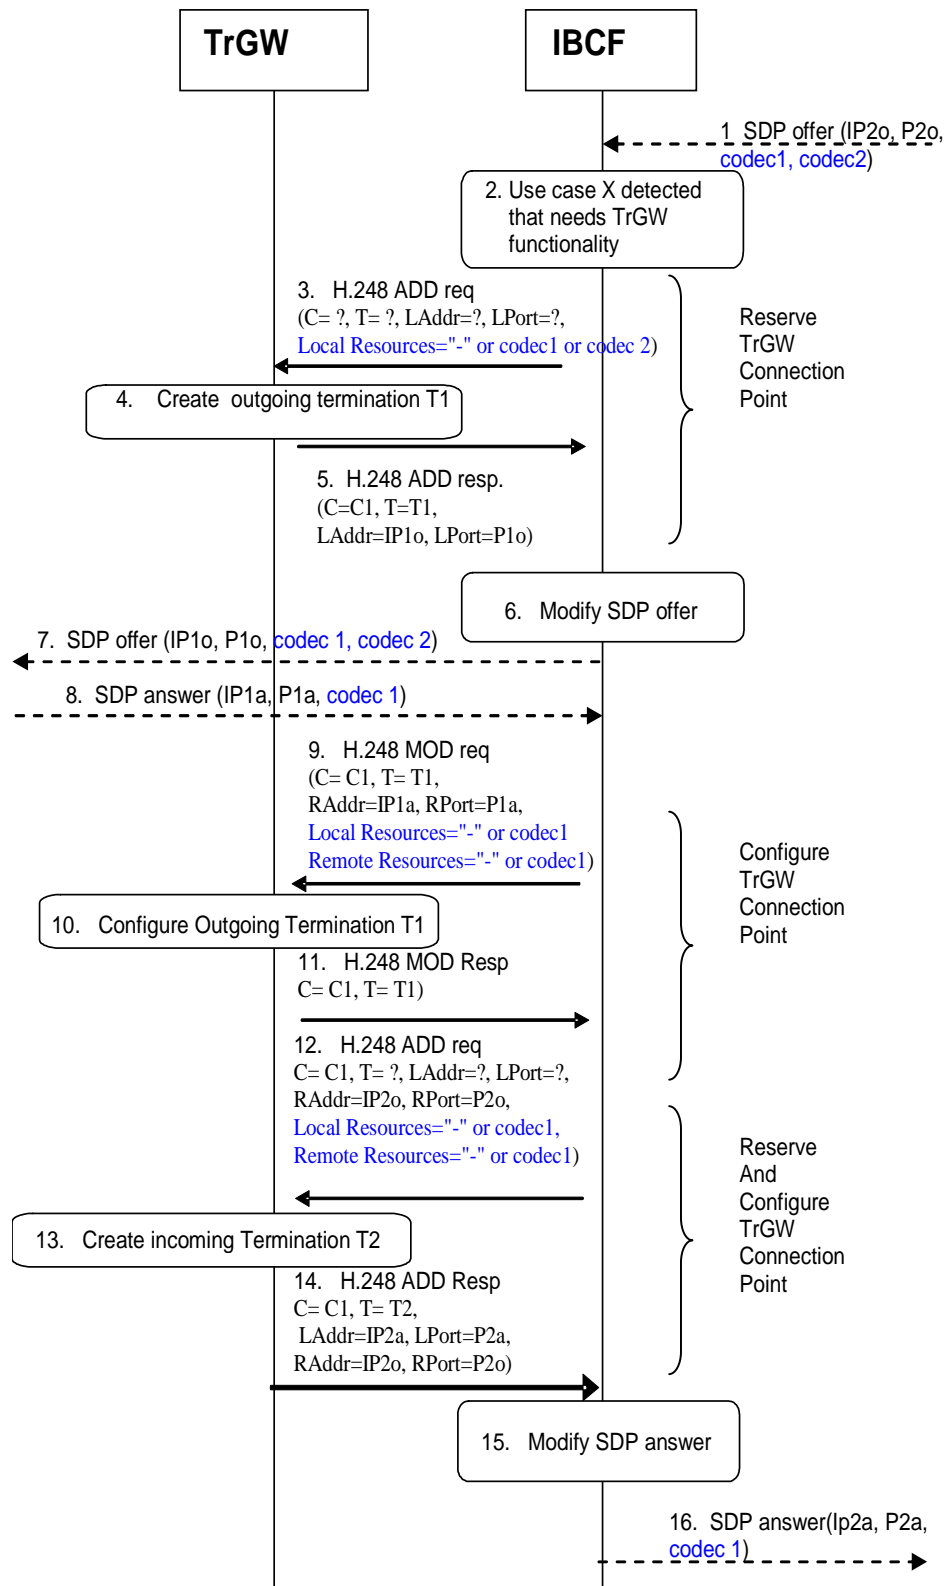 TrGW
IBCF
1 SDP offer (IP2o, P2o,
codec1, codec2)
2. Use case X detected
that needs TrGW
functionality
3. H.248 ADD req
(C= ?, T= ?, LAddr=?, LPort=?,
Local Resources="-" or codec1 or codec 2)
Reserve
TrGW
Connection
Point
4. Create outgoing termination T1
5. H.248 ADD resp.
(C=C1, T=T1,
LAddr=IP1o, LPort=P1o)
6. Modify SDP offer
7. SDP offer (IP1o, P1o, codec 1, codec 2)
8. SDP answer (IP1a, P1a, codec 1)
9. H.248 MOD req
(C= C1, T= T1,
RAddr=IP1a, RPort=P1a,
Local Resources="-" or codec1
Remote Resources="-" or codec1)
Configure
TrGW
Connection
Point
10. Configure Outgoing Termination T1
11. H.248 MOD Resp
C= C1, T= T1)
12. H.248 ADD req
C= C1, T= ?, LAddr=?, LPort=?,
RAddr=IP2o, RPort=P2o,
Local Resources="-" or codec1,
Remote Resources="-" or codec1)
Reserve
And
Configure
TrGW
Connection
Point
13. Create incoming Termination T2
14. H.248 ADD Resp
C= C1, T= T2,
LAddr=IP2a, LPort=P2a,
RAddr=IP2o, RPort=P2o)
15. Modify SDP answer
16. SDP answer(Ip2a, P2a,
codec 1)